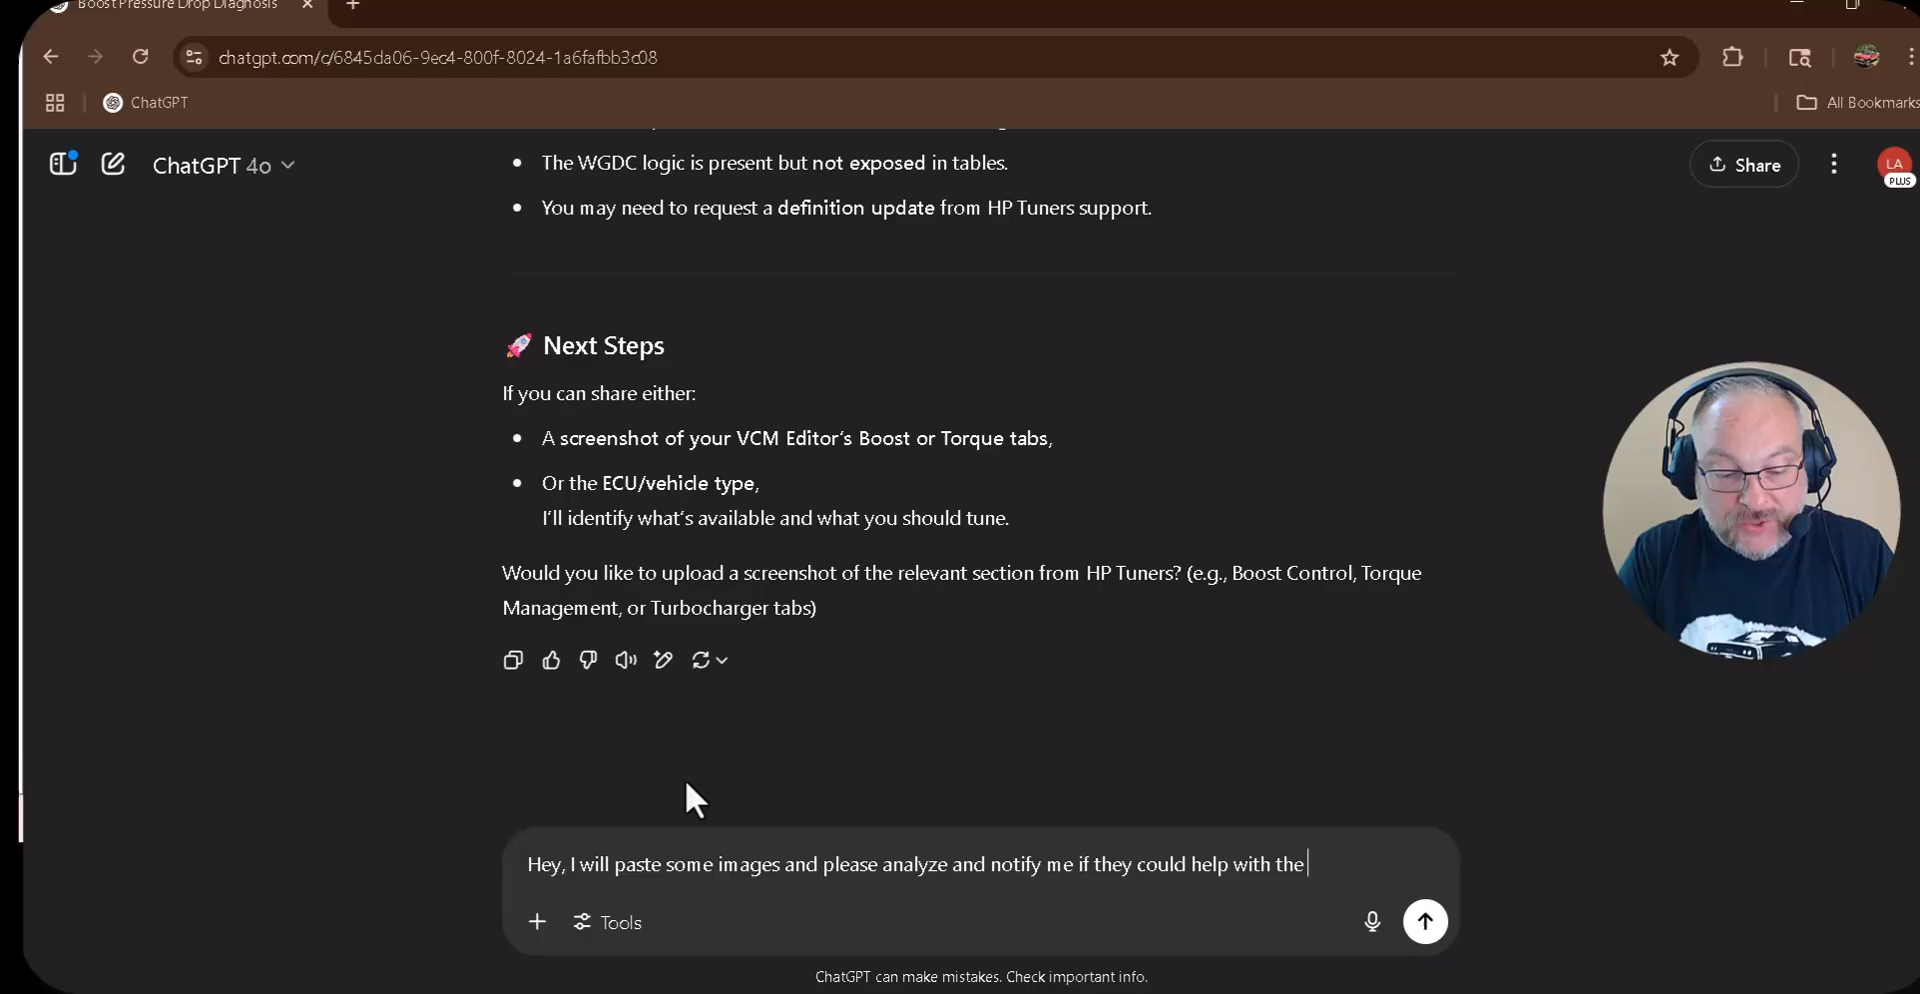 Boost Pressure Drop Diagnosis
chatgpt.com/c/6845da06-9ec4-800f-8024-1a6fafbb3c08
ChatGPT
All Bookmarks
ChatGPT 4o
Share
LA
PLUS
The WGDC logic is present but not exposed in tables.
You may need to request a definition update from HP Tuners support.
🚀 Next Steps
If you can share either:
A screenshot of your VCM Editor's Boost or Torque tabs,
Or the ECU/vehicle type,
I'll identify what's available and what you should tune.
Would you like to upload a screenshot of the relevant section from HP Tuners? (e.g., Boost Control, Torque
Management, or Turbocharger tabs)
Hey, I will paste some images and please analyze and notify me if they could help with the
Tools
ChatGPT can make mistakes. Check important info.